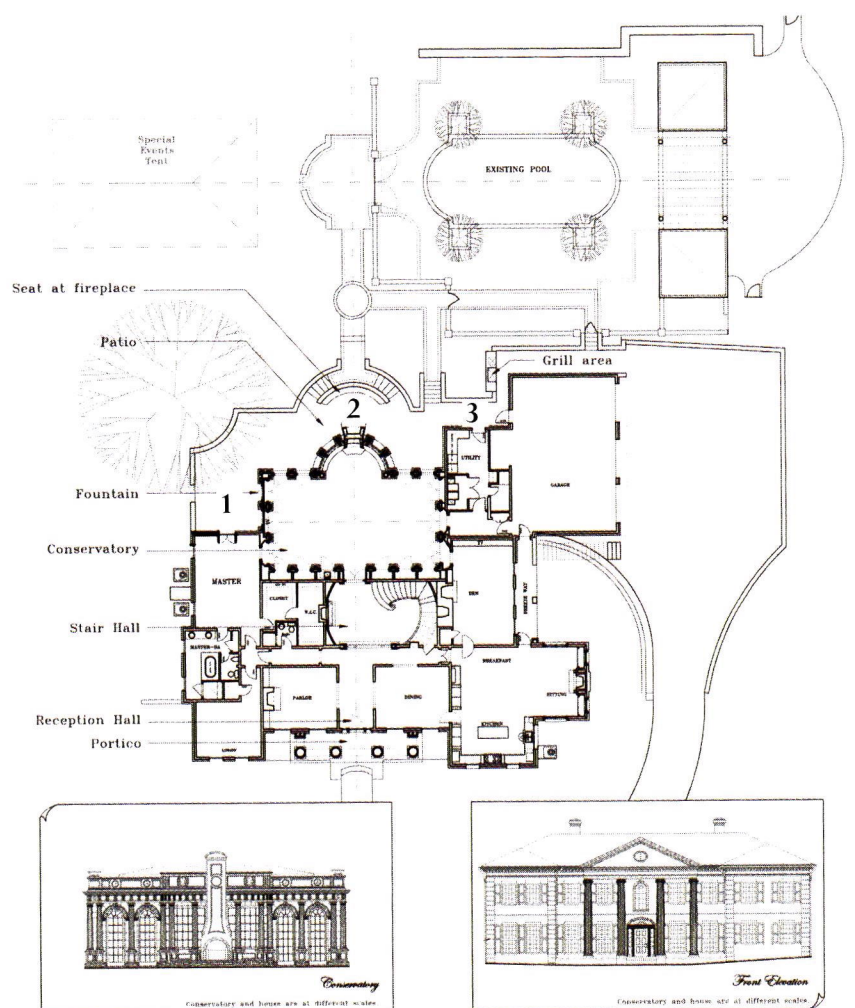 Special
Events
Tent
EXISTING POOL
Seat at fireplace
Patio
Grill area
2
3
UTILITY
GARAGE
Fountain
1
Conservatory
MASTER
CLOSET
W.I.C.
DEN
BREEZE WAY
Stair Hall
MASTER-BA
BREAKFAST
PARLOR
DINING
SITTING
Reception Hall
KITCHEN
Portico
LIBRARY
Conservatory
Conservatory and house are at different scales.
Front Elevation
Conservatory and house are at different scales.